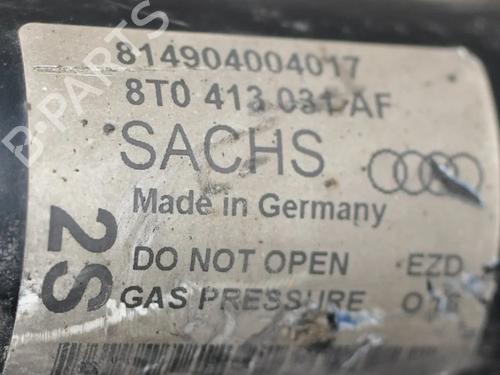 814904004017
8T0 413 031 AF
SACHS
Made in Germany
2S
DO NOT OPEN EZD
GAS PRESSURE
B-PARTS